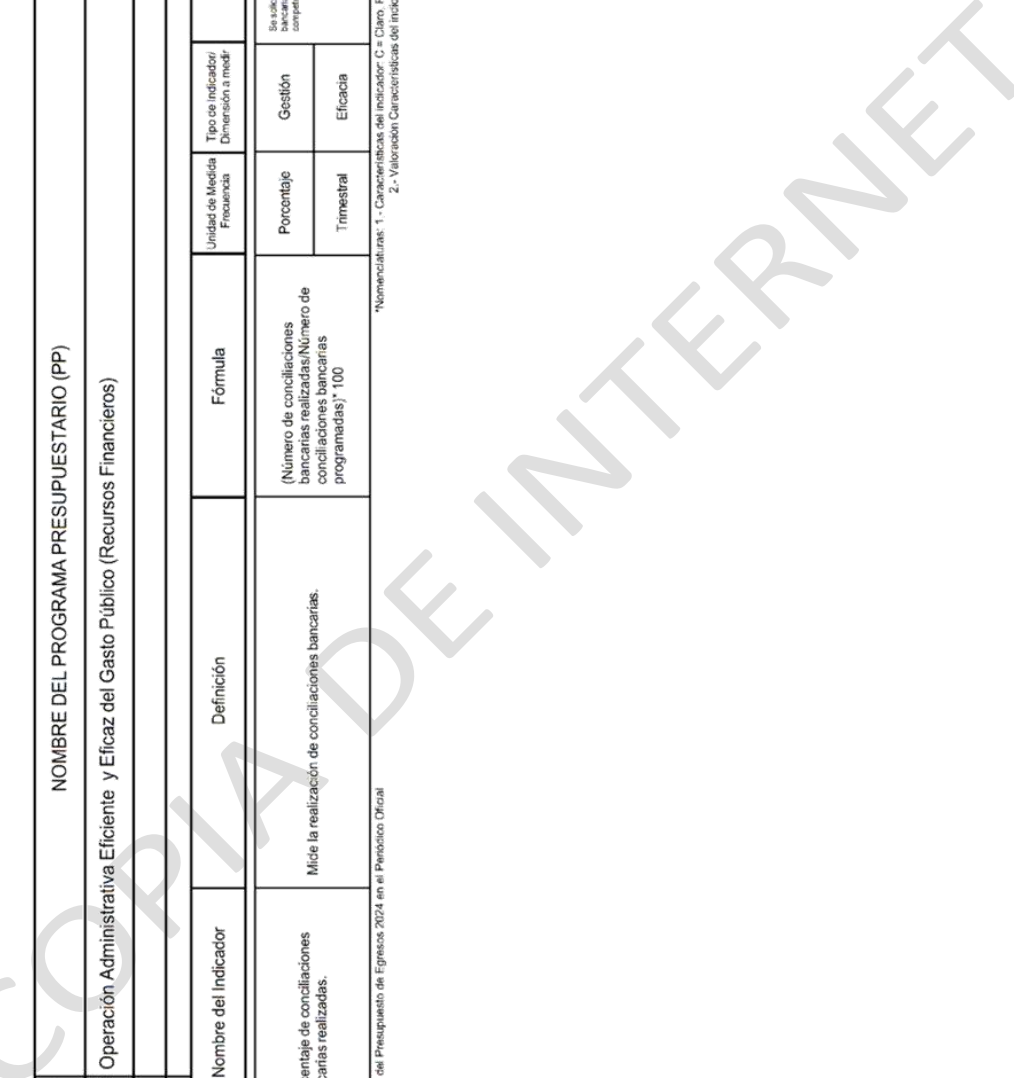 NOMBRE DEL PROGRAMA PRESUPUESTARIO (PP)
Operación Administrativa Eficiente y Eficaz del Gasto Público (Recursos Financieros)
Nombre del Indicador
Definición
Fórmula
Unidad de Medida
Frecuencia
Tipo de Indicador/
Dimensión a medir
entaje de conciliaciones
carias realizadas.
Mide la realización de conciliaciones bancarias.
(Número de conciliaciones
bancarias realizadas/Número de
conciliaciones bancarias
programadas)* 100
Porcentaje
Trimestral
Gestión
Eficacia
del Presupuesto de Egresos 2024 en el Periódico Oficial
*Nomenclaturas: 1.- Características del indicador: C = Claro,
2.- Valoración Características del
COPIA DE INTERNET